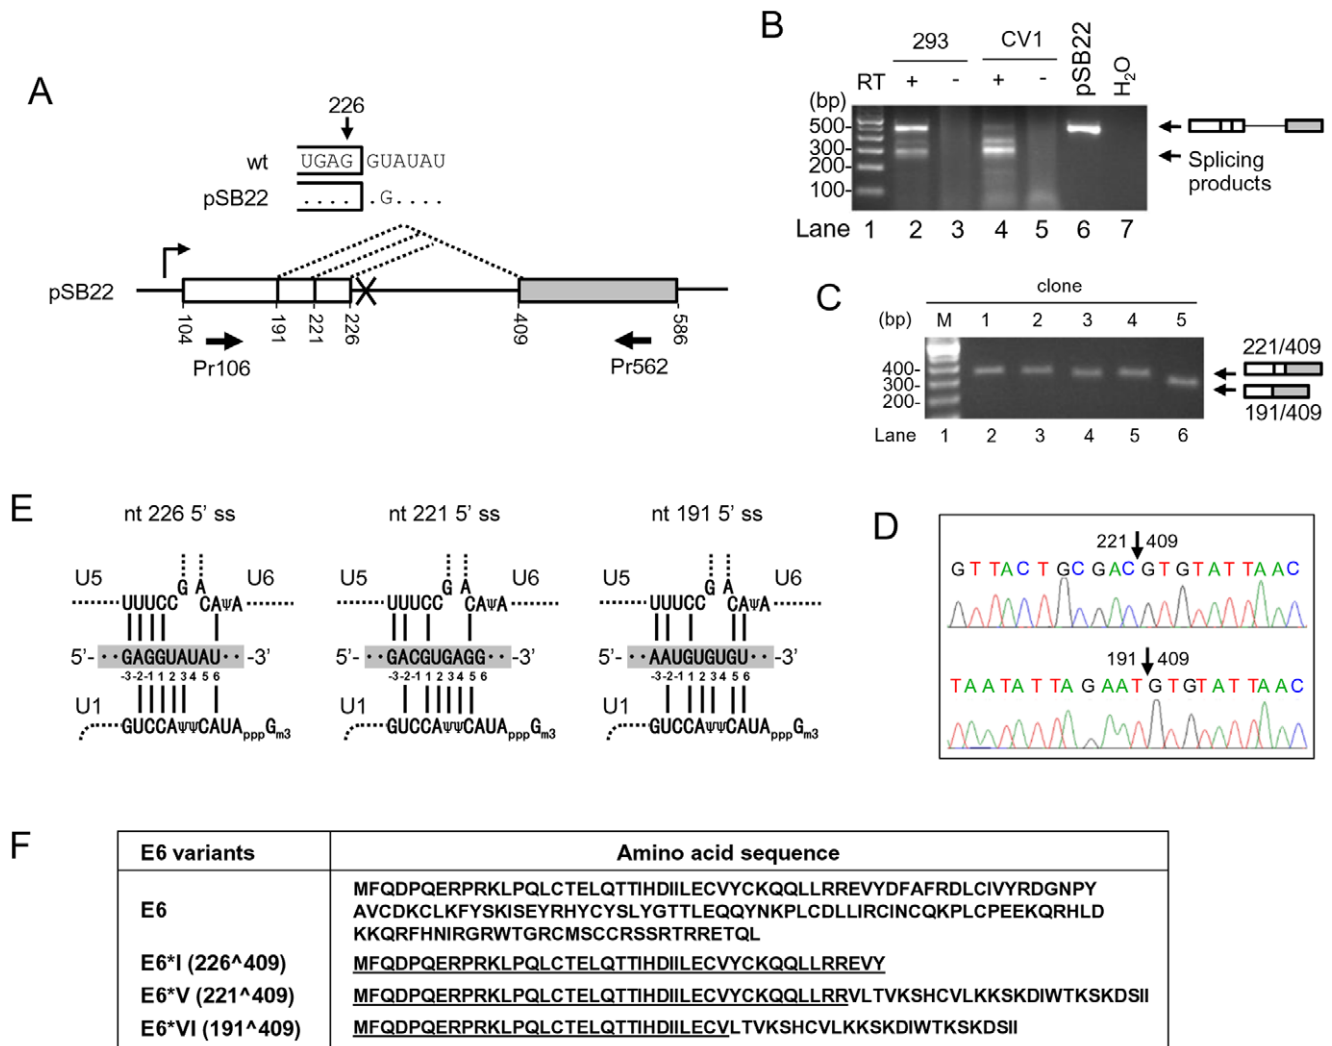 A
226
wt UGAG GUAUAU
pSB22 .... .G....
pSB22
104 191 221 226 409 586
Pr106 Pr562
B
293 CV1 pSB22 H2O
RT + - + -
(bp)
500-
300-
200-
100-
Splicing
products
Lane 1 2 3 4 5 6 7
C
clone
(bp) M 1 2 3 4 5
400-
300-
200-
221/409
191/409
Lane 1 2 3 4 5 6
E
nt 226 5' ss nt 221 5' ss nt 191 5' ss
U5 G A U6 U5 G A U6 U5 G A U6
UUUCC CAψA UUUCC CAψA UUUCC CAψA
5'- ··GAGGUAUAU·· -3' 5'- ··GACGUGAGG·· -3' 5'- ··AAUGUGUGU·· -3'
-3 -2 -1 1 2 3 4 5 6 -3 -2 -1 1 2 3 4 5 6 -3 -2 -1 1 2 3 4 5 6
U1 U1 U1
GUCCAψψCAUApppGm3 GUCCAψψCAUApppGm3 GUCCAψψCAUApppGm3
D
221 409
GTTACTGCGACGTGTATTAAC
191 409
TAATATTAGAATGTGTATTAAC
F
E6 variants Amino acid sequence
E6
MFQDPQERPRKLPQLCTELQTTIHDIILECVYCKQQLLRREVYDFAFRDLCIVYRDGNPY
AVCDKCLKFYSKISEYRHYCYSLYGTTLEQQYNKPLCDLLIRCINCQKPLCPEEKQRHLD
KKQRFHNIRGRWTGRCMSCCRSSRTRRETQL
E6*I (226^409) MFQDPQERPRKLPQLCTELQTTIHDIILECVYCKQQLLRREVY
E6*V (221^409) MFQDPQERPRKLPQLCTELQTTIHDIILECVYCKQQLLRRVLTVKSHCVLKKSKDIWTKSKDSII
E6*VI (191^409) MFQDPQERPRKLPQLCTELQTTIHDIILECVLTVKSHCVLKKSKDIWTKSKDSII